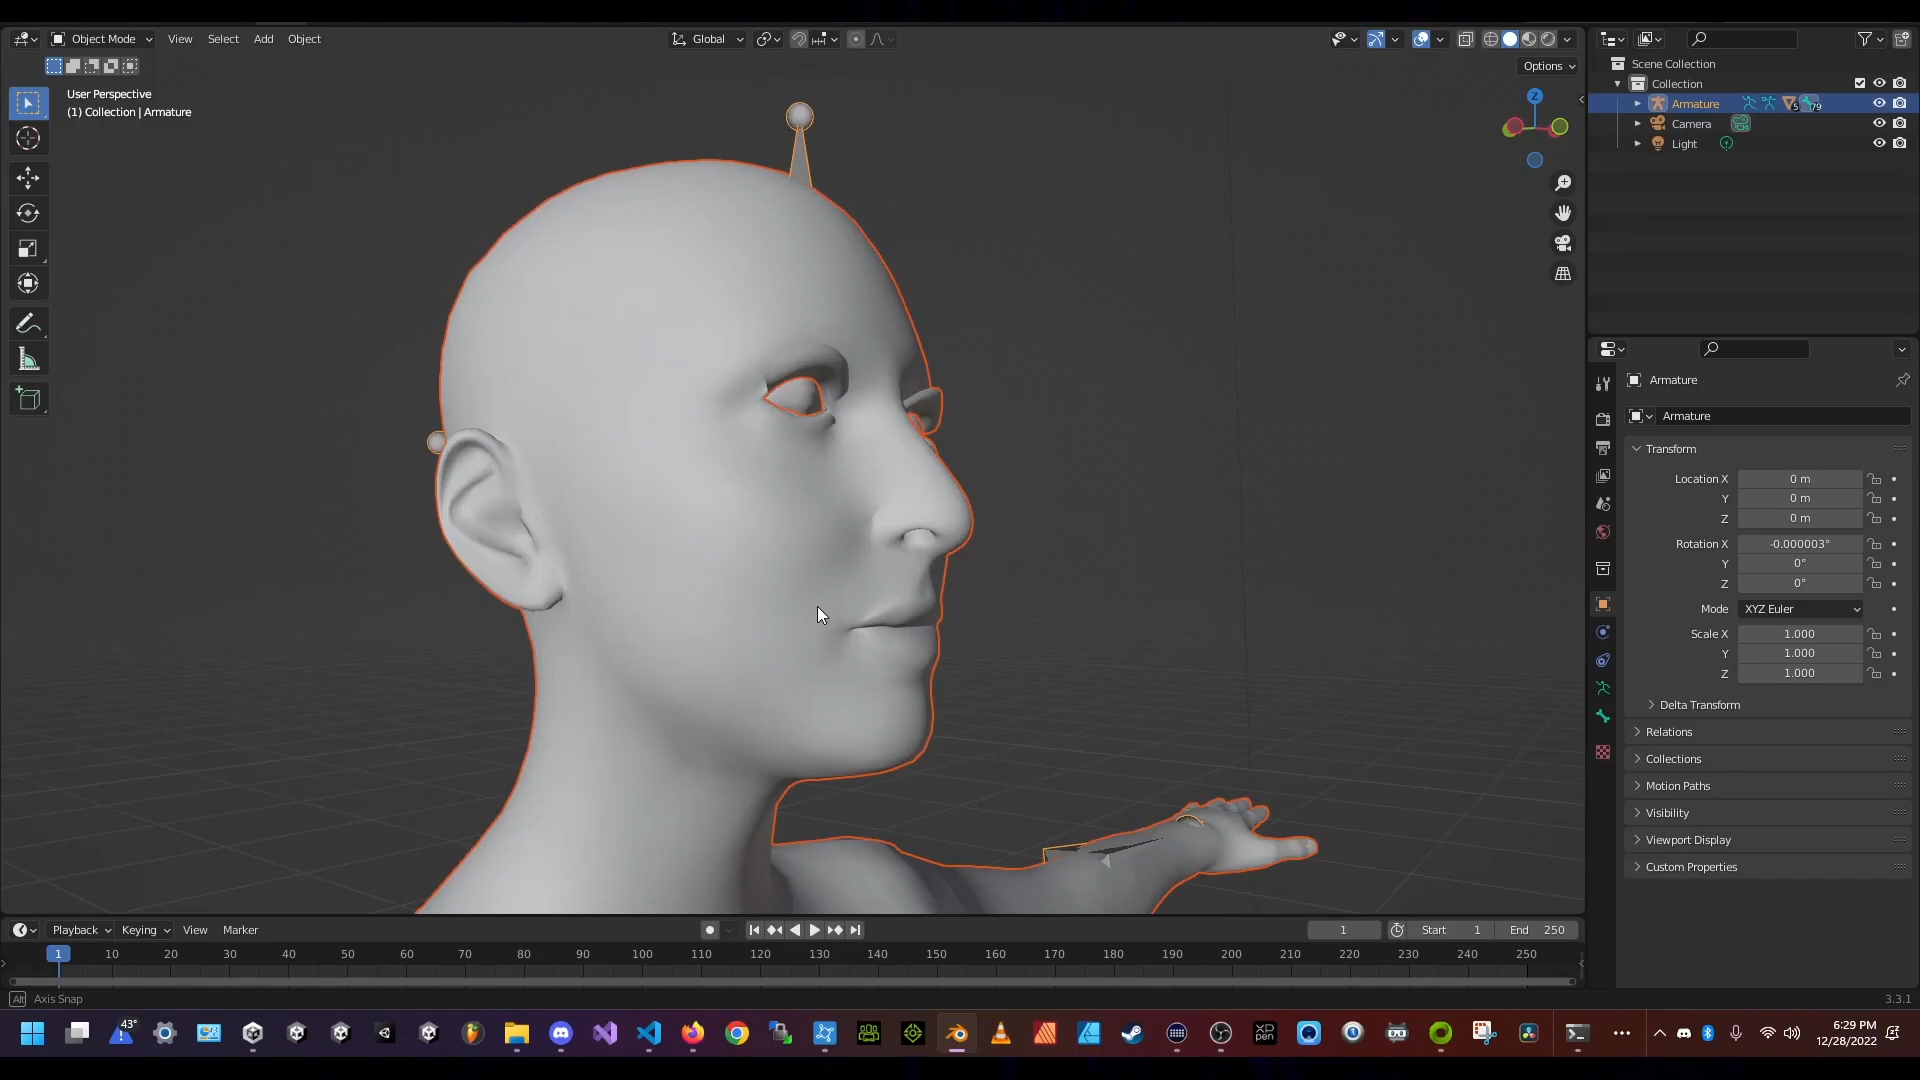 Object Mode View Select Add Object Global
Options
User Perspective
(1) Collection | Armature
Z
Scene Collection
Collection
Armature 5 79
Camera
Light
Armature
Armature
Transform
Location X 0 m
Y 0 m
Z 0 m
Rotation X -0.000003°
Y 0°
Z 0°
Mode XYZ Euler
Scale X 1.000
Y 1.000
Z 1.000
Delta Transform
Relations
Collections
Motion Paths
Visibility
Viewport Display
Custom Properties
Playback Keying View Marker 1 Start 1 End 250
1 10 20 30 40 50 60 70 80 90 100 110 120 130 140 150 160 170 180 190 200 210 220 230 240 250
Alt Axis Snap 3.3.1
43°
XP
PEN
6:29 PM
12/28/2022